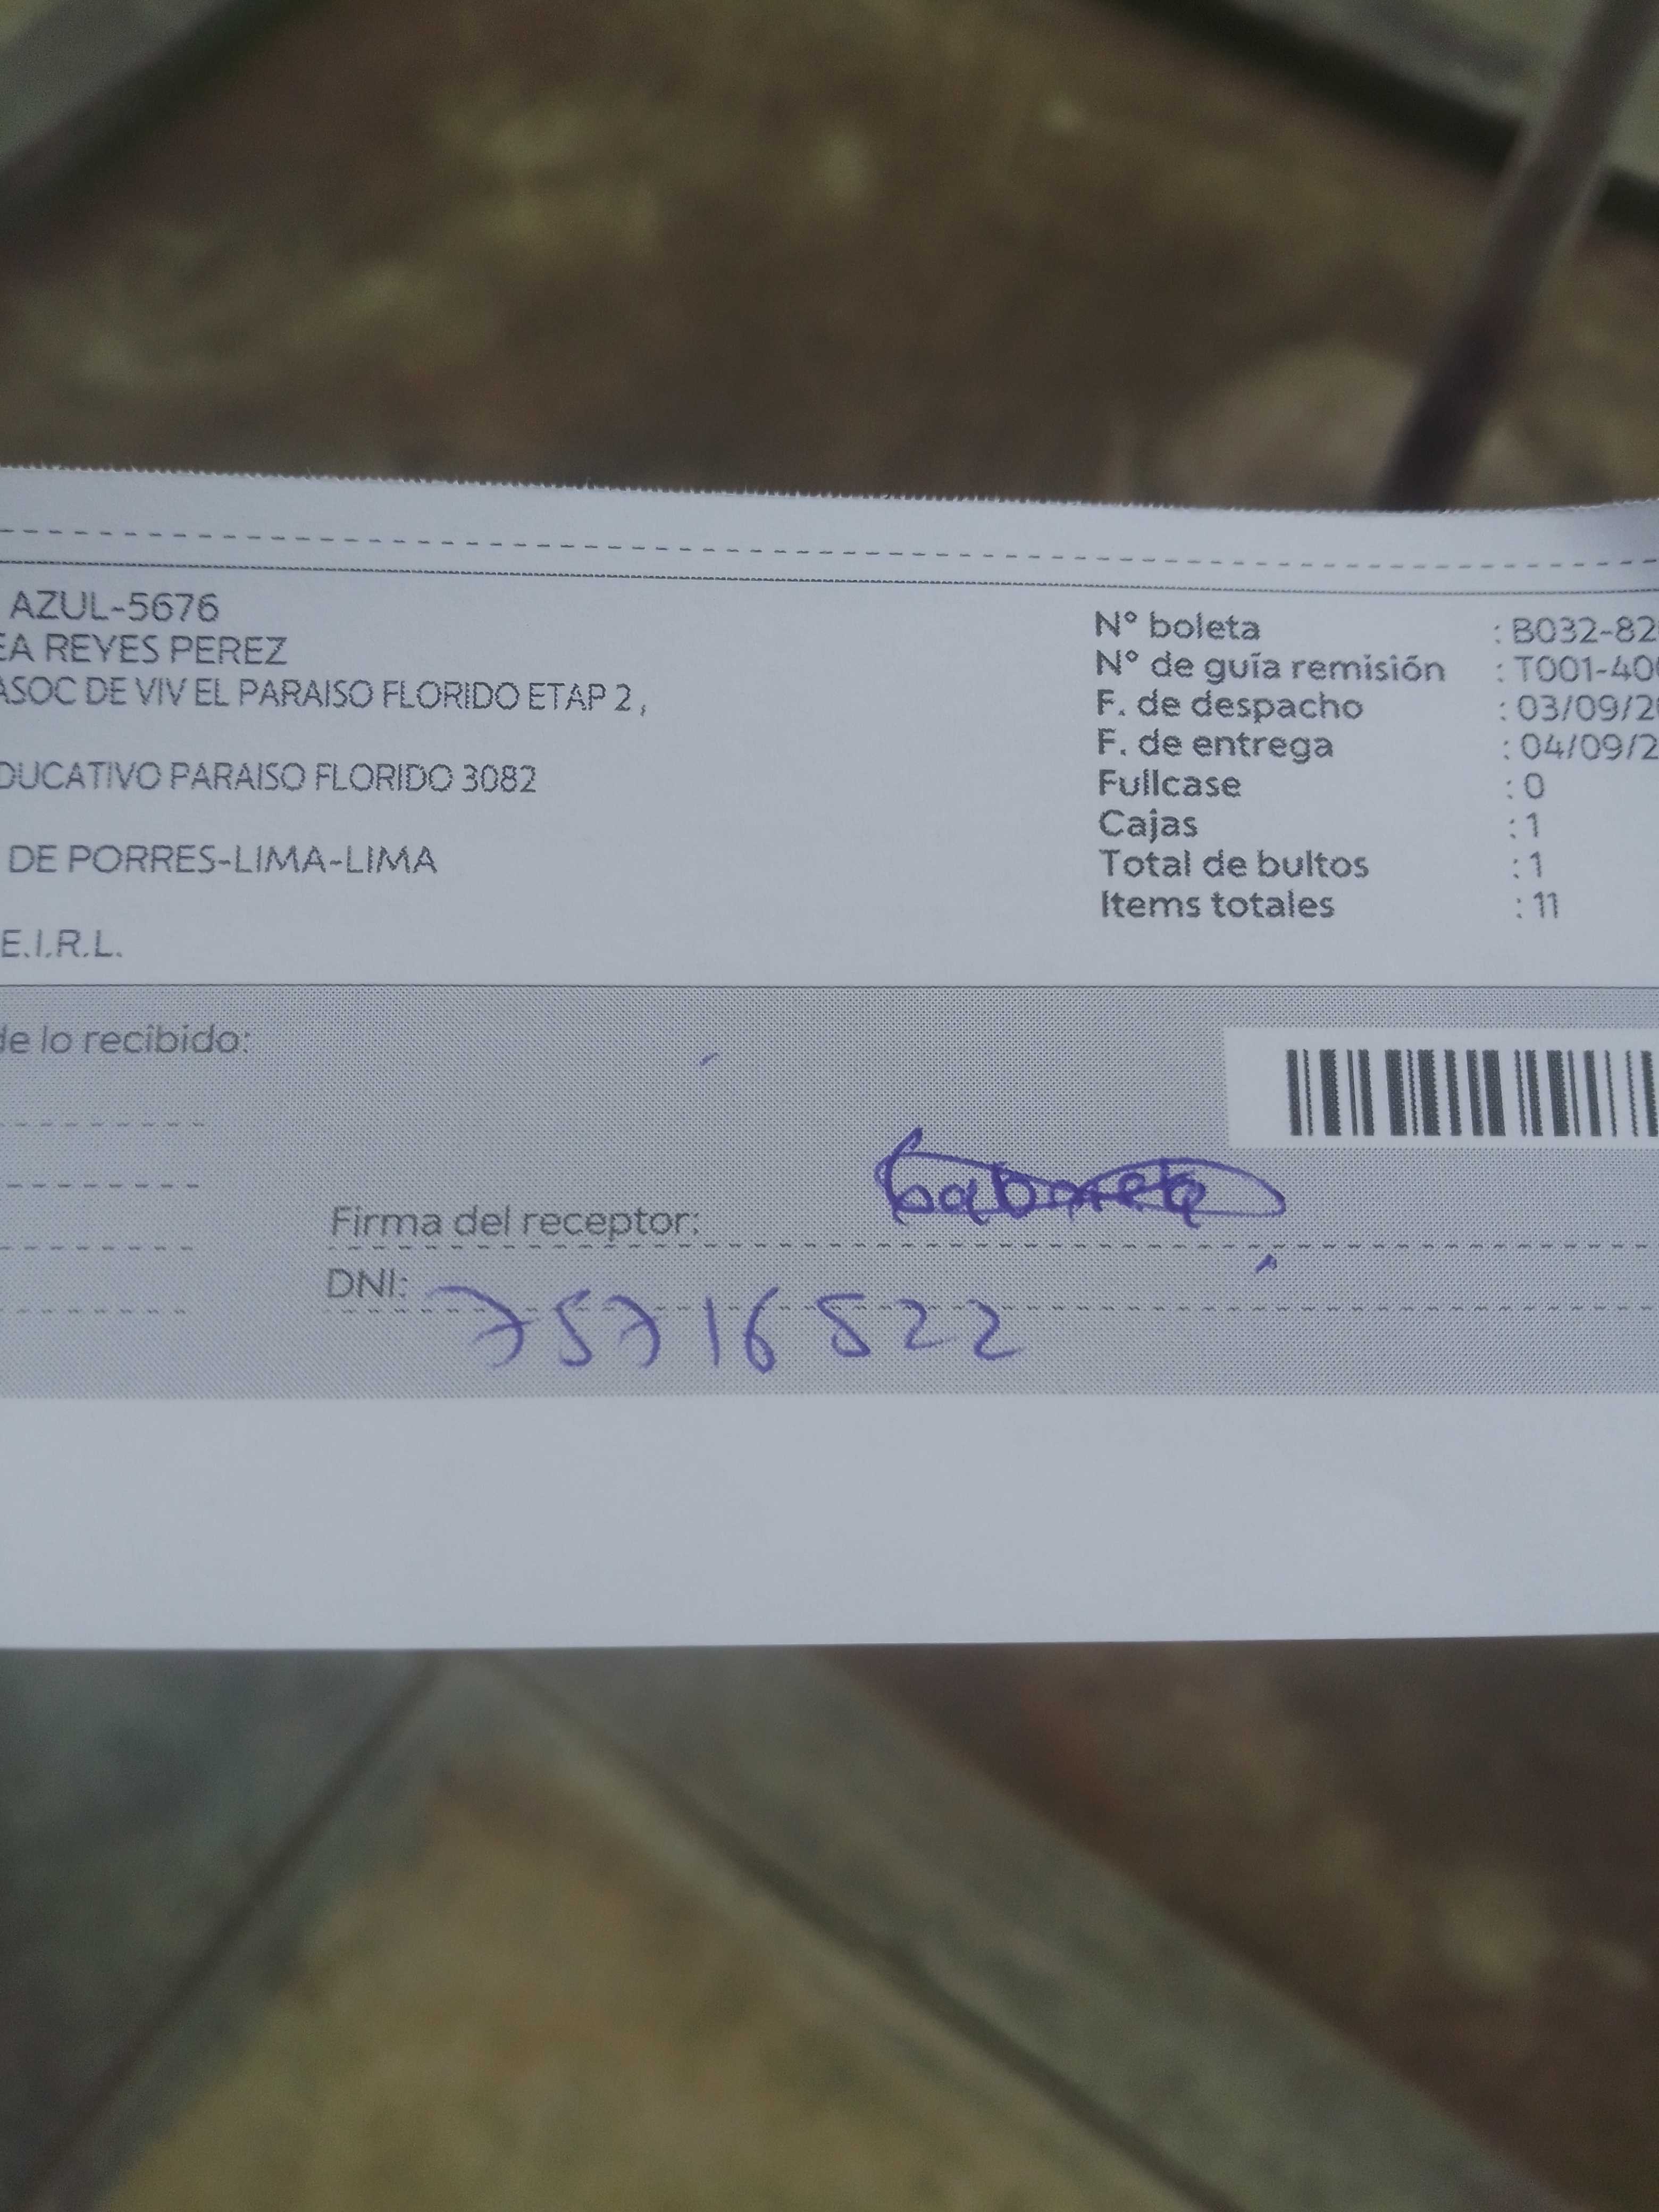 AZUL-5676
EA REYES PEREZ
ASOC DE VIV EL PARAISO FLORIDO ETAP 2,
DUCATIVO PARAISO FLORIDO 3082
DE PORRES-LIMA-LIMA
E.I.R.L.
N° boleta : B032-82
N° de guía remisión : T001-40
F. de despacho : 03/09/2
F. de entrega : 04/09/2
Fullcase : 0
Cajas : 1
Total de bultos : 1
Items totales : 11
de lo recibido:
Firma del receptor:
DNI: 75716522